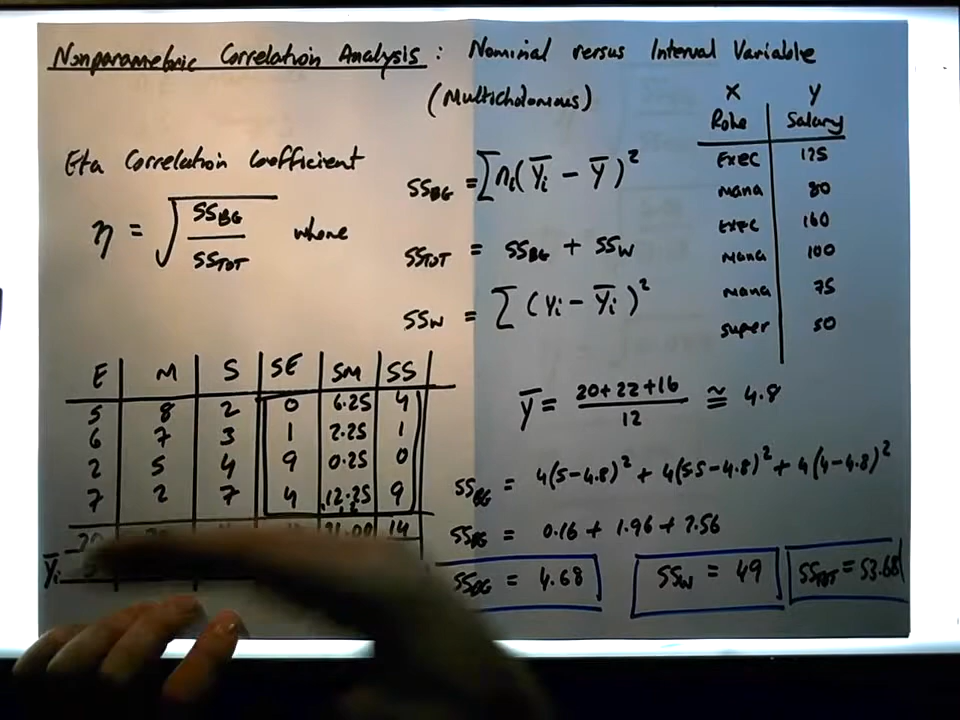 Nonparametric Correlation Analysis : Nominal versus Interval Variable
(Multichotomous)
X Y
Role Salary
Exec 125
Mana 80
Exec 160
Mana 100
Mana 75
Super 50
Eta Correlation Coefficient
η = √ SSBG / SSTOT where
SSBG = ∑ni(Ȳi - Ȳ)²
SSTOT = SSBG + SSW
SSW = ∑(Yi - Ȳi)²
E M S SE SM SS
5 8 2 0 6.25 4
6 7 3 1 2.25 1
2 5 4 9 0.25 0
7 2 7 4 12.25 9
20 14
Ȳi
Ȳ = 20+22+16 / 12 ≅ 4.8
SSBG = 4(5-4.8)² + 4(5.5-4.8)² + 4(4-4.8)²
SSBG = 0.16 + 1.96 + 2.56
SSBG = 4.68
SSW = 49
SSTOT = 53.68